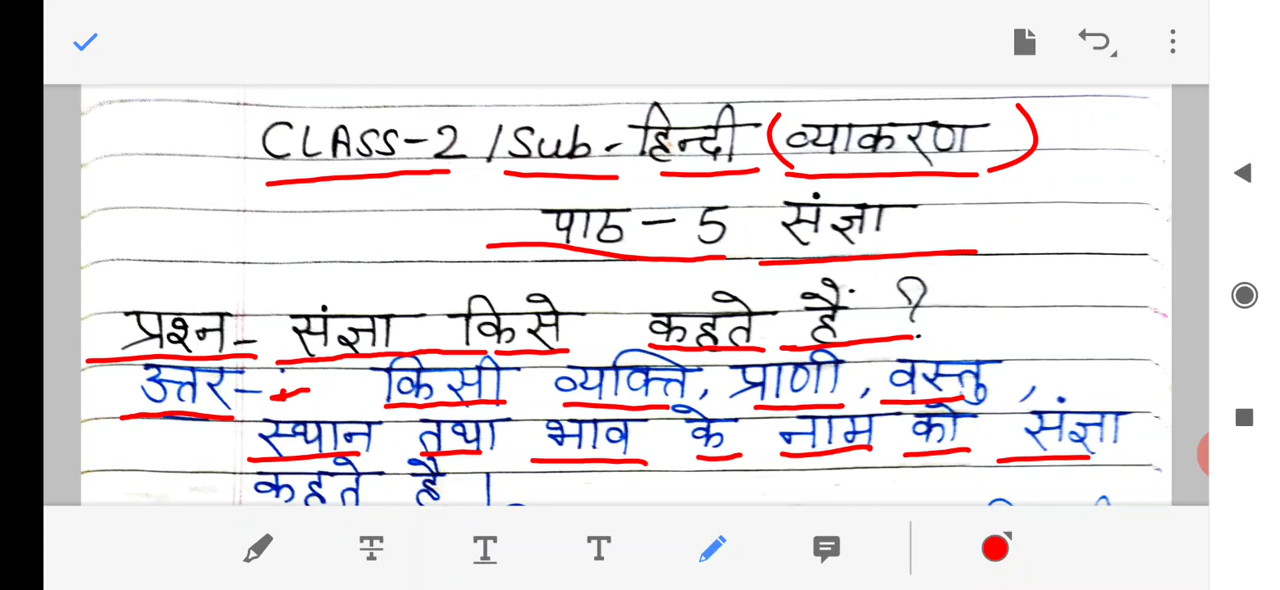 CLASS-2 / Sub - हिन्दी (व्याकरण)
पाठ - 5 संज्ञा
प्रश्न - संज्ञा किसे कहते हैं ?
उत्तर - किसी व्यक्ति, प्राणी, वस्तु,
स्थान तथा भाव के नाम को संज्ञा
कहते है |